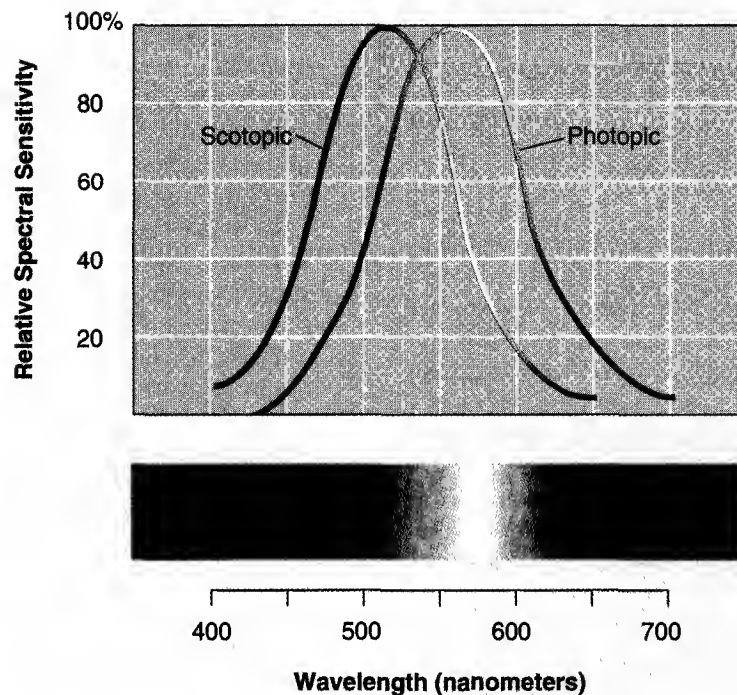 100%
80
60
40
20
Relative Spectral Sensitivity
Scotopic
Photopic
400 500 600 700
Wavelength (nanometers)